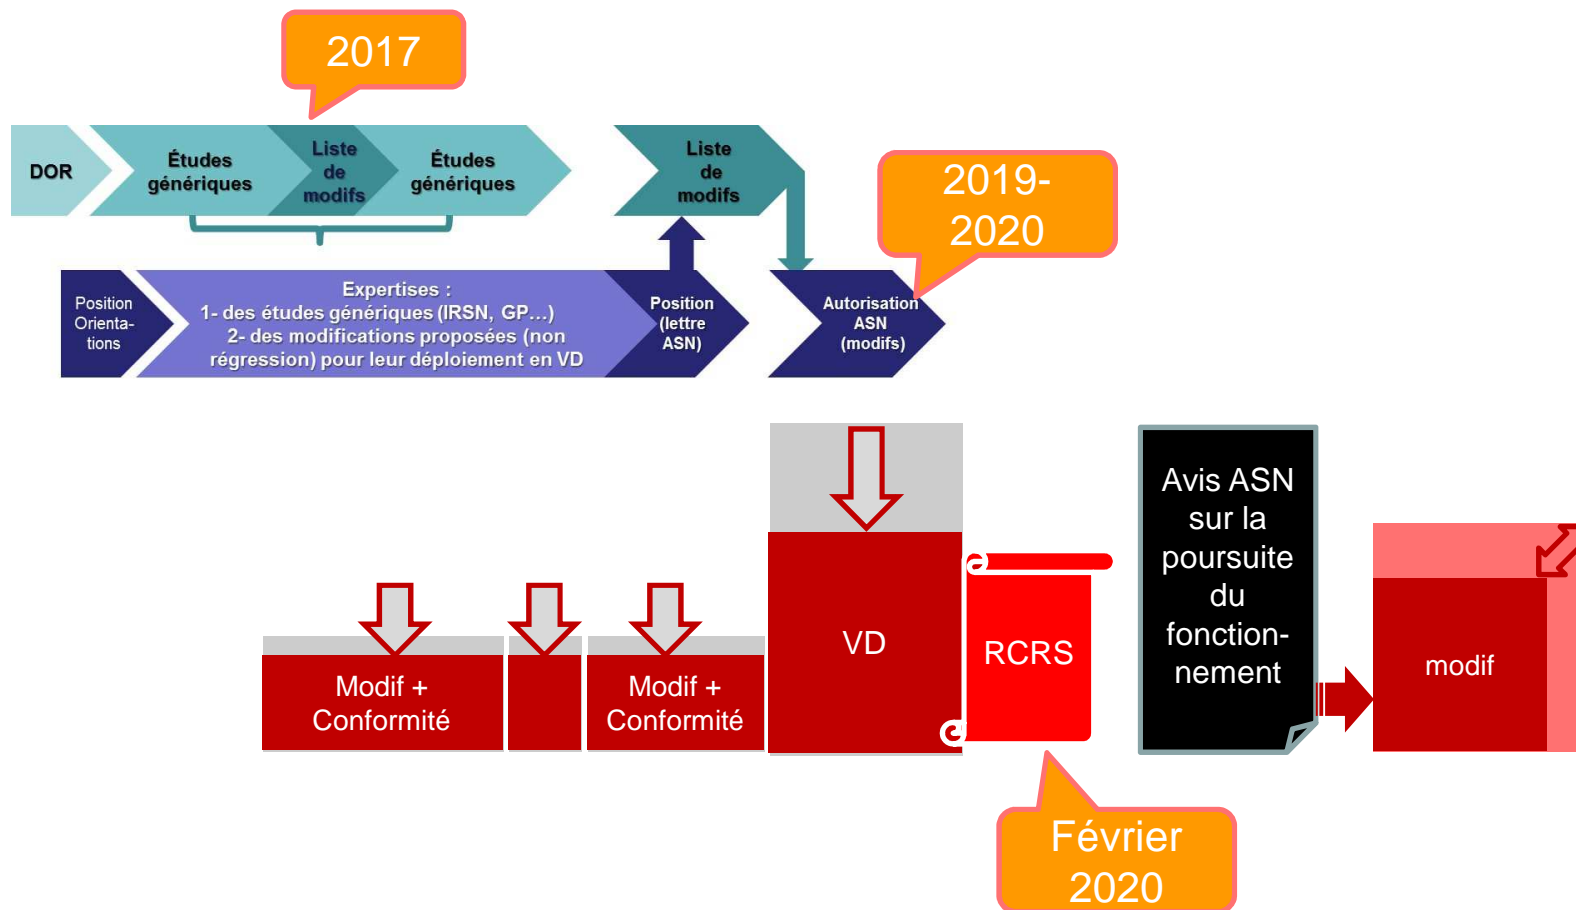 2017
DOR
Études
génériques
Liste
de
modifs
Études
génériques
Liste
de
modifs
2019-
2020
Position
Orienta-
tions
Expertises :
1- des études génériques (IRSN, GP…)
2- des modifications proposées (non
régression) pour leur déploiement en VD
Position
(lettre
ASN)
Autorisation
ASN
(modifs)
Modif +
Conformité
Modif +
Conformité
VD
RCRS
Avis ASN
sur la
poursuite
du
fonction-
nement
modif
Février
2020